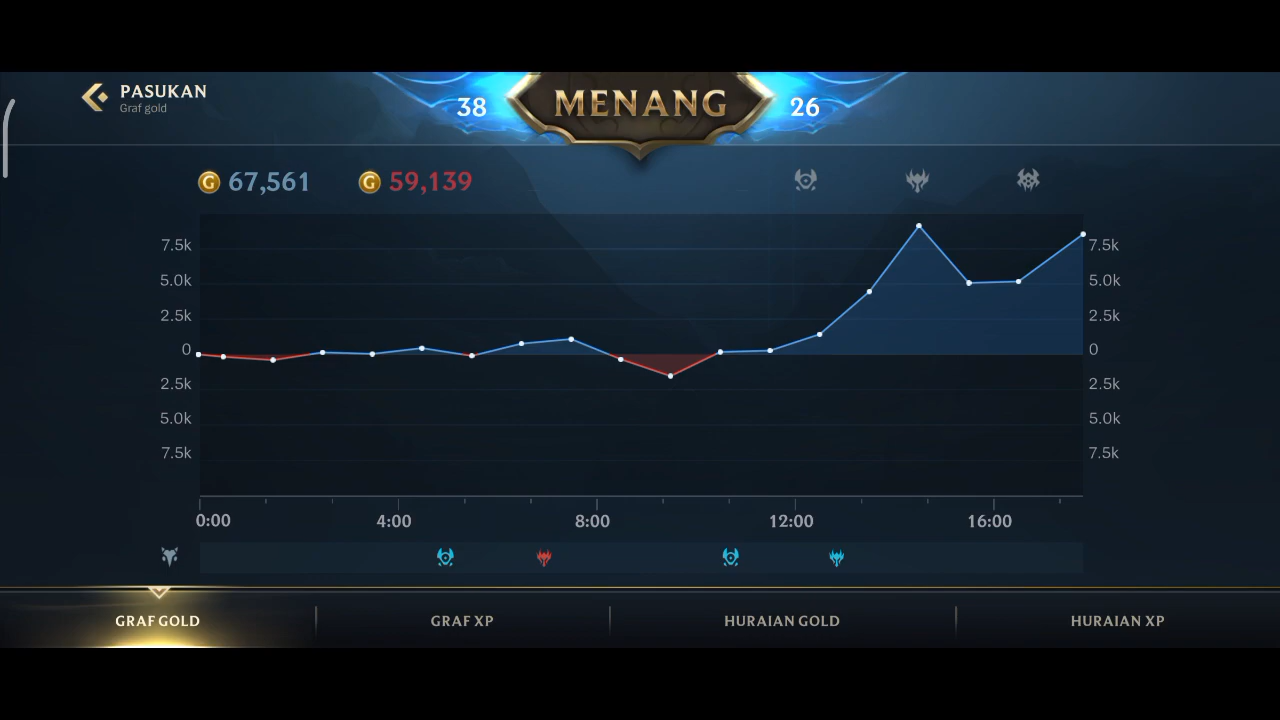 PASUKAN
Graf gold
38
MENANG
26
G 67,561
G 59,139
7.5k
5.0k
2.5k
0
2.5k
5.0k
7.5k
7.5k
5.0k
2.5k
0
2.5k
5.0k
7.5k
0:00 4:00 8:00 12:00 16:00
GRAF GOLD GRAF XP HURAIAN GOLD HURAIAN XP